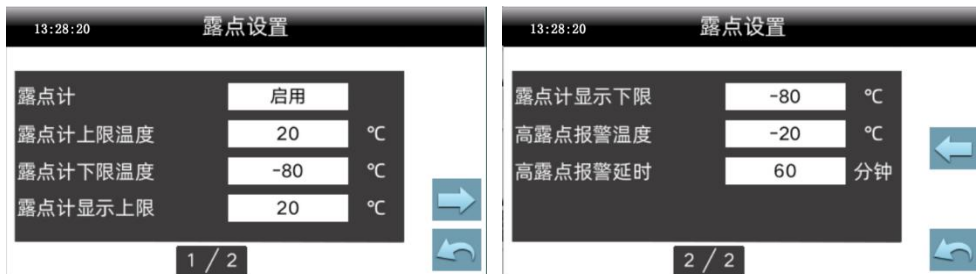 13:28:20 露点设置
露点计 启用
露点计上限温度 20 ℃
露点计下限温度 -80 ℃
露点计显示上限 20 ℃
1 / 2
13:28:20 露点设置
露点计显示下限 -80 ℃
高露点报警温度 -20 ℃
高露点报警延时 60 分钟
2 / 2